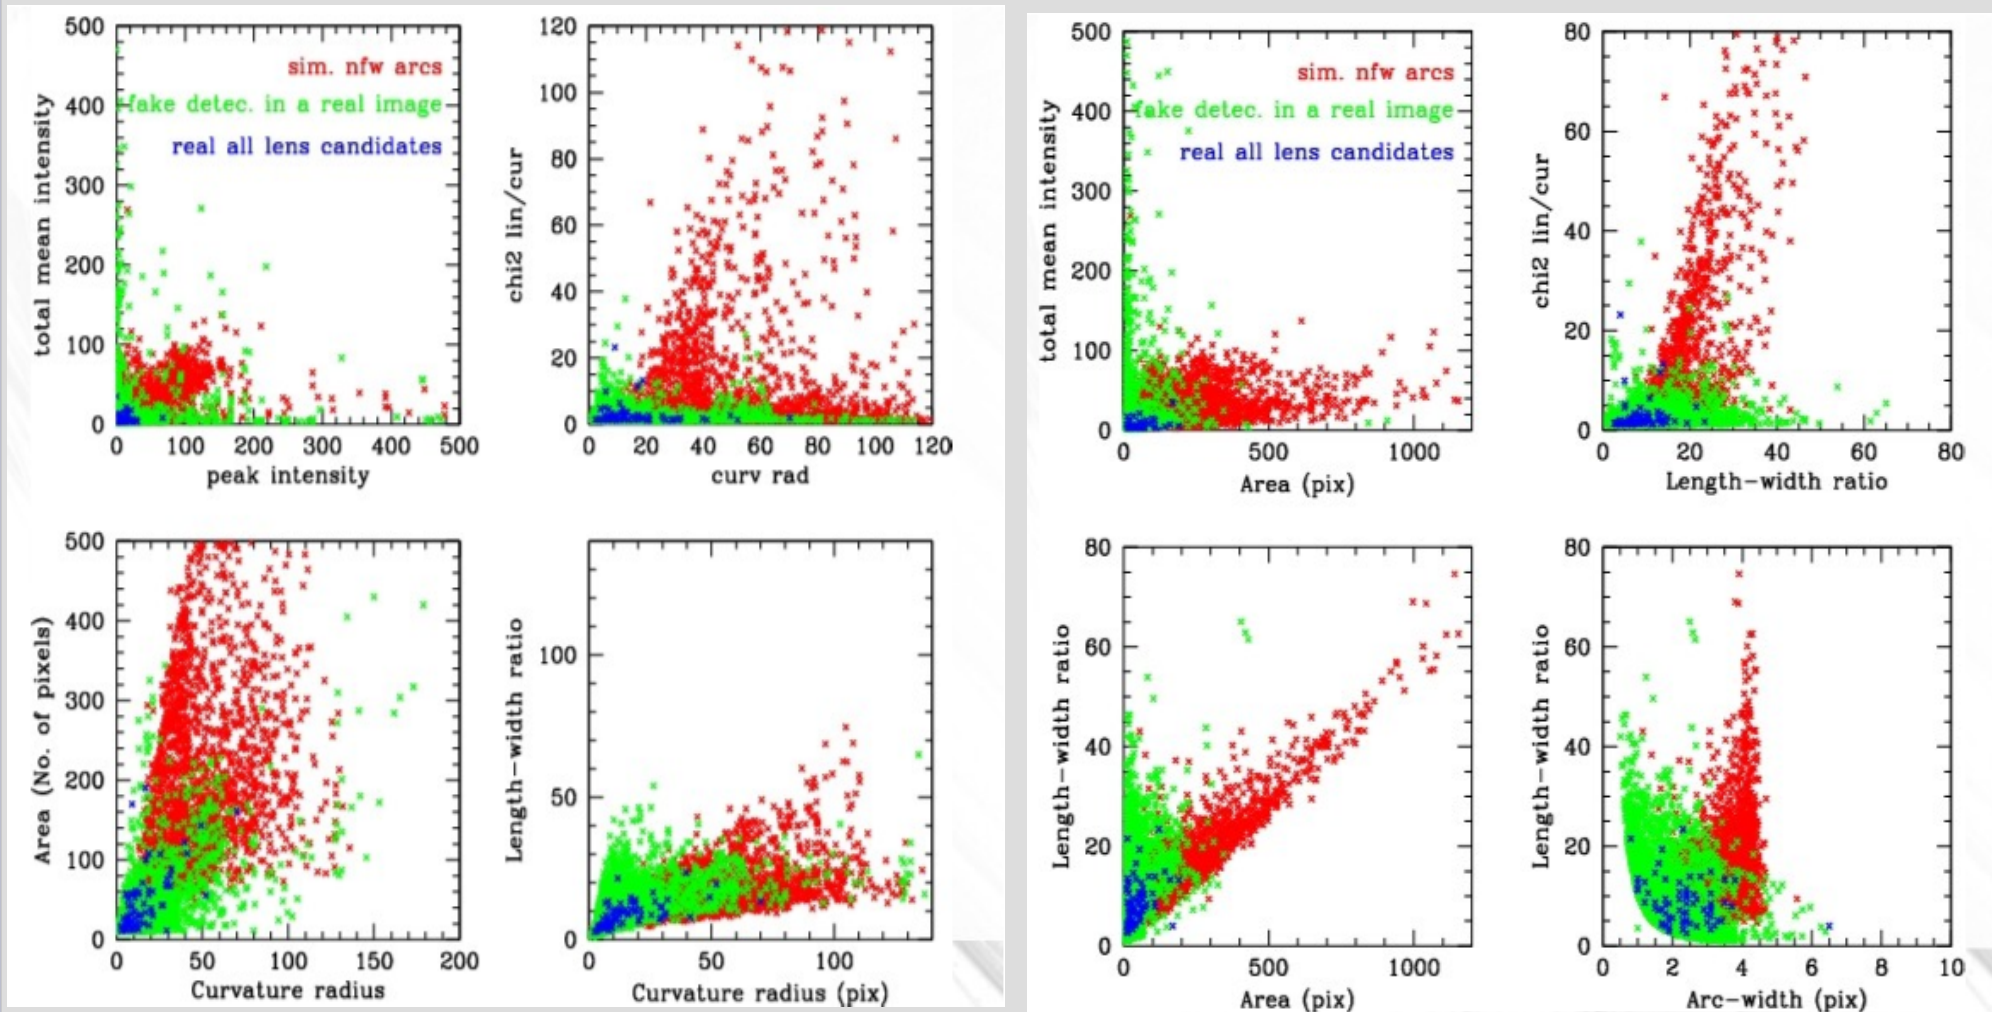 500
400
300
200
100
0
total mean intensity
sim. nfw arcs
fake detec. in a real image
real all lens candidates
0 100 200 300 400 500
peak intensity
120
100
80
60
40
20
0
chi2 lin/cur
0 20 40 60 80 100 120
curv rad
500
400
300
200
100
0
total mean intensity
sim. nfw arcs
fake detec. in a real image
real all lens candidates
0 500 1000
Area (pix)
80
60
40
20
0
chi2 lin/cur
0 20 40 60 80
Length-width ratio
500
400
300
200
100
0
Area (No. of pixels)
0 50 100 150 200
Curvature radius
100
50
0
Length-width ratio
0 50 100
Curvature radius (pix)
80
60
40
20
0
Length-width ratio
0 500 1000
Area (pix)
80
60
40
20
0
Length-width ratio
0 2 4 6 8 10
Arc-width (pix)